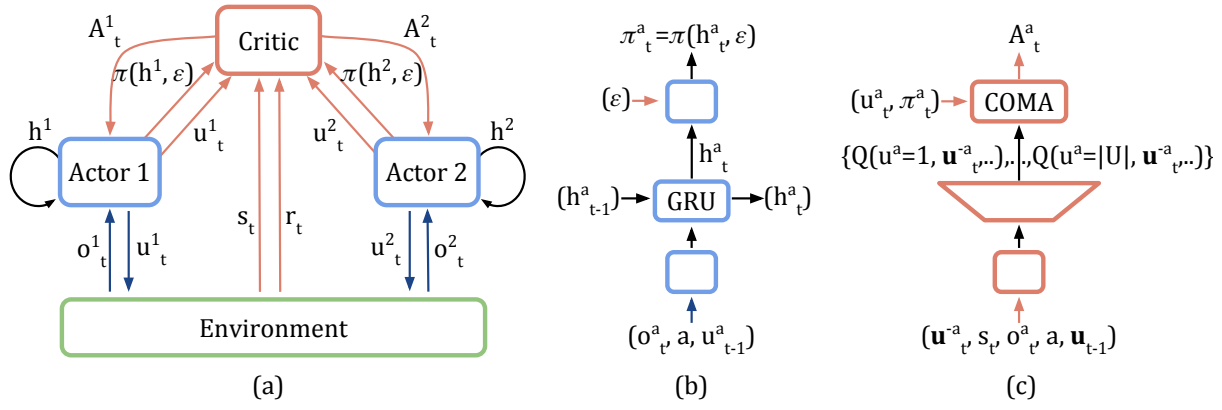 A¹ₜ
A²ₜ
Critic
π(h¹, ε)
π(h², ε)
u¹ₜ
u²ₜ
h¹
h²
Actor 1
Actor 2
o¹ₜ
u¹ₜ
sₜ
rₜ
u²ₜ
o²ₜ
Environment
(a)
πᵃₜ=π(hᵃₜ, ε)
(ε)
hᵃₜ
(hᵃₜ₋₁)
GRU
(hᵃₜ)
(oᵃₜ, a, uᵃₜ₋₁)
(b)
Aᵃₜ
(uᵃₜ, πᵃₜ)
COMA
{Q(uᵃ=1, u⁻ᵃₜ,..),...,Q(uᵃ=|U|, u⁻ᵃₜ,..)}
(u⁻ᵃₜ, sₜ, oᵃₜ, a, uₜ₋₁)
(c)